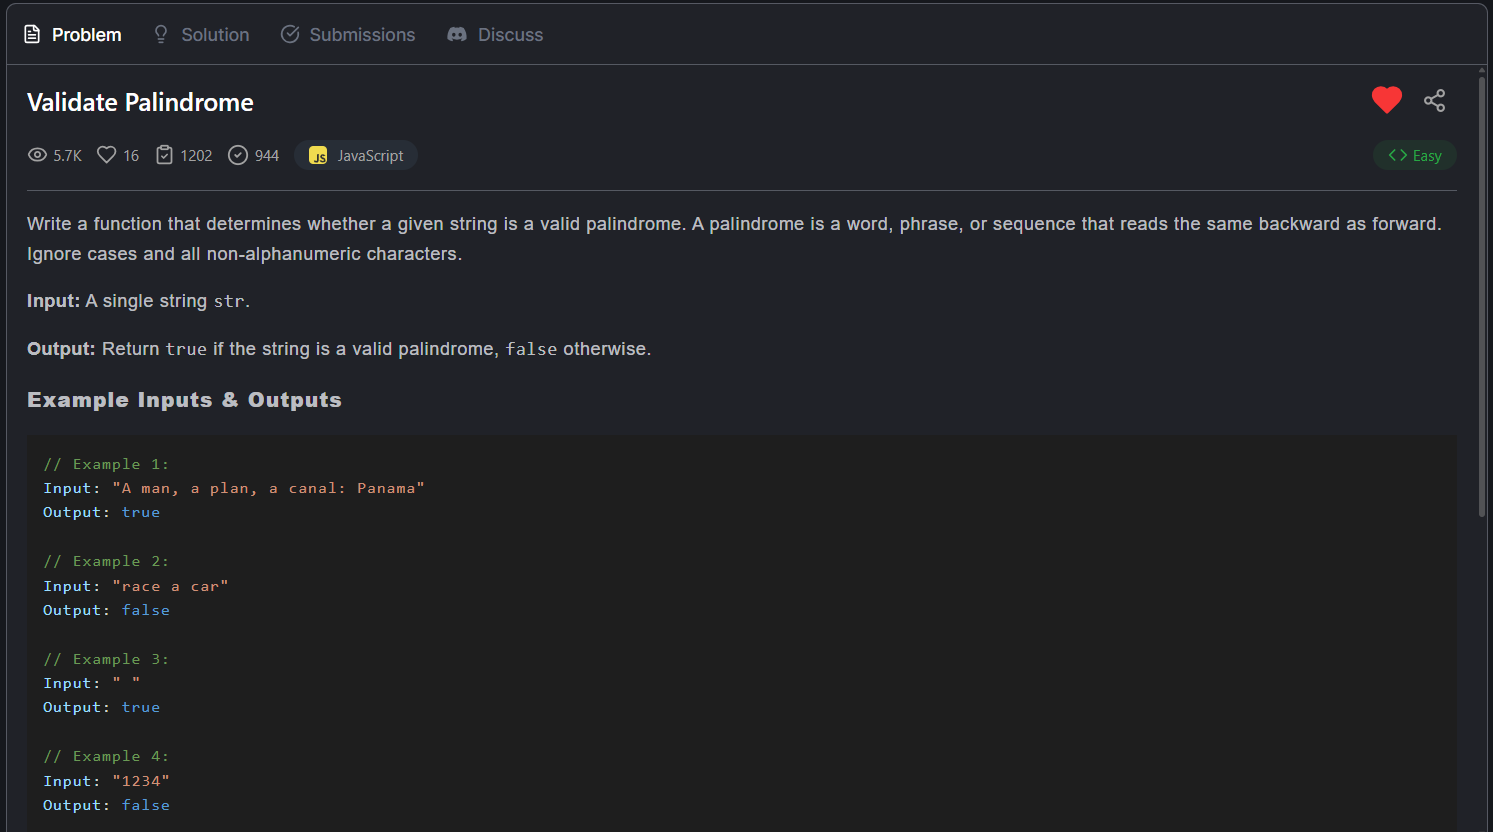 Problem Solution Submissions Discuss
Validate Palindrome
5.7K 16 1202 944 JS JavaScript Easy
Write a function that determines whether a given string is a valid palindrome. A palindrome is a word, phrase, or sequence that reads the same backward as forward.
Ignore cases and all non-alphanumeric characters.
Input: A single string str.
Output: Return true if the string is a valid palindrome, false otherwise.
Example Inputs & Outputs
// Example 1:
Input: "A man, a plan, a canal: Panama"
Output: true
// Example 2:
Input: "race a car"
Output: false
// Example 3:
Input: " "
Output: true
// Example 4:
Input: "1234"
Output: false